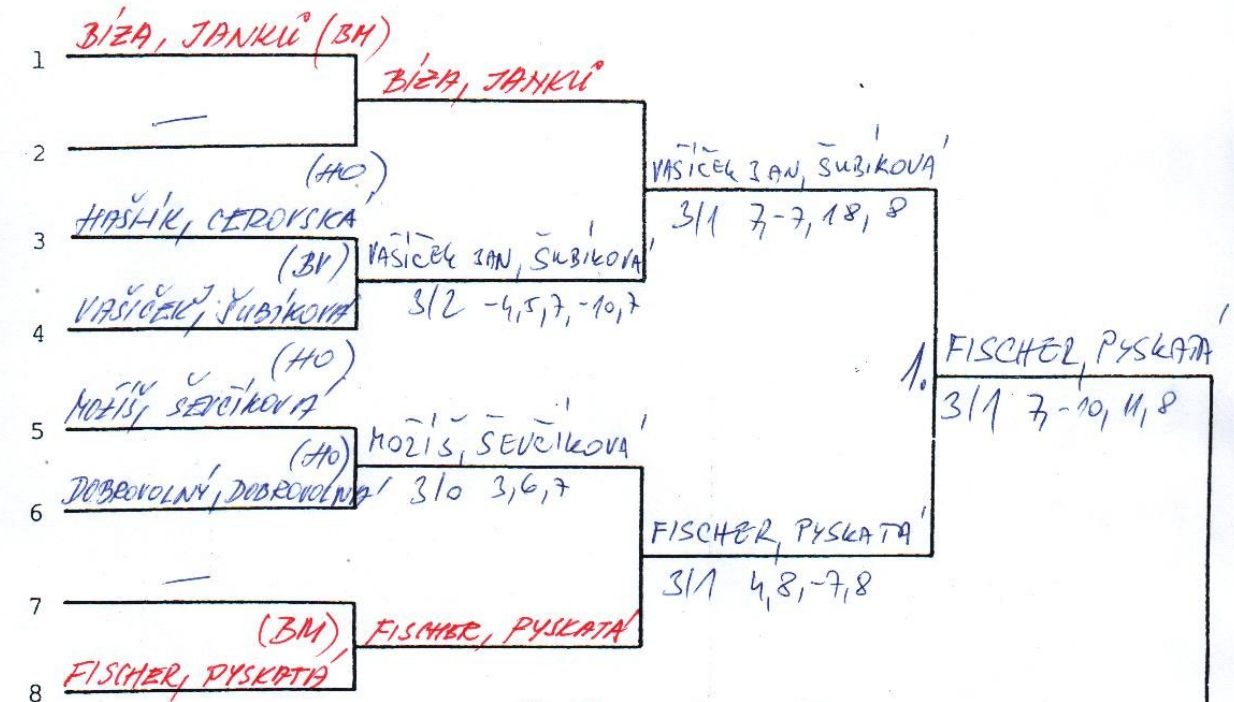 1 BÍZA, JANKŮ (BM)
BÍZA, JANKŮ
2 —
(HO)
VAŠÍČEK JAN, ŠUBÍKOVÁ
3/1 7,-7, 18, 8
3 HAŠLÍK, CEROVSKÁ
(BV)
VAŠÍČEK JAN, ŠUBÍKOVÁ
3/2 -4,5,7,-10,7
4 VAŠÍČEK, ŠUBÍKOVÁ
(HO)
1. FISCHER, PYSKATÁ
3/1 7,-10, 11, 8
5 MOŽÍŠ, ŠEVČÍKOVÁ
(HO)
MOŽÍŠ, ŠEVČÍKOVÁ
3/0 3,6,7
6 DOBROVOLNÝ, DOBROVOLNÁ
FISCHER, PYSKATÁ
3/1 4,8,-7,8
7 —
(BM)
FISCHER, PYSKATÁ
8 FISCHER, PYSKATÁ